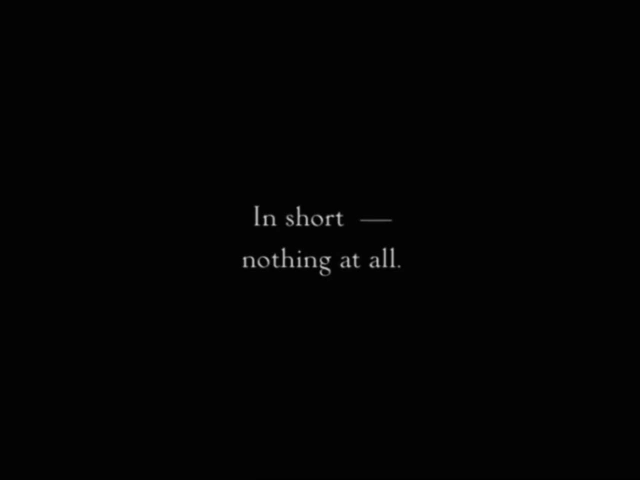 In short —
nothing at all.